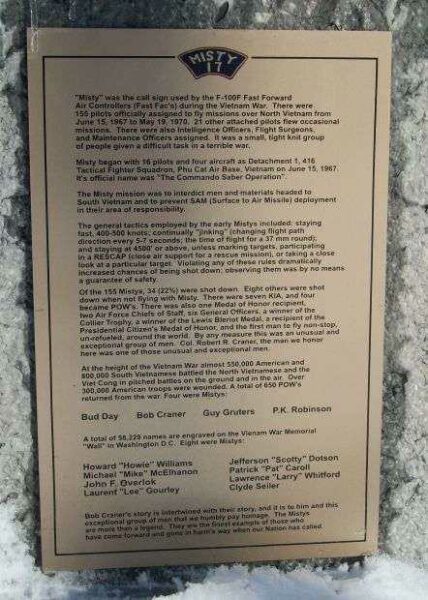 MISTY
17
"Misty" was the call sign used by the F-100F Fast Forward
Air Controllers (Fast Fac's) during the Vietnam War. There were
155 pilots officially assigned to fly missions over North Vietnam from
June 15, 1967 to May 19, 1970. 21 other attached pilots flew occasional
missions. There were also Intelligence Officers, Flight Surgeons,
and Maintenance Officers assigned. It was a small, tight knit group
of people given a difficult task in a terrible war.
Misty began with 16 pilots and four aircraft as Detachment 1, 416
Tactical Fighter Squadron, Phu Cat Air Base, Vietnam on June 15, 1967.
It's official name was "The Commando Saber Operation".
The Misty mission was to interdict men and materials headed to
South Vietnam and to prevent SAM (Surface to Air Missile) deployment
in their area of responsibility.
The general tactics employed by the early Mistys included: staying
fast, 400-500 knots; continually "jinking" (changing flight path
direction every 5-7 seconds; the time of flight for a 37 mm round);
and staying at 4500' or above, unless marking targets, participating
in a RESCAP (close air support for a rescue mission), or taking a close
look at a particular target. Violating any of these rules dramatically
increased chances of being shot down; observing them was by no means
a guarantee of safety.
Of the 155 Mistys, 34 (22%) were shot down. Eight others were shot
down when not flying with Misty. There were seven KIA, and four
became POW's. There was also one Medal of Honor recipient,
two Air Force Chiefs of Staff, six General Officers, a winner of the
Collier Trophy, a winner of the Lewis Bleriot Medal, a recipient of the
Presidential Citizen's Medal of Honor, and the first man to fly non-stop,
un-refueled, around the world. By any measure this was an unusual and
exceptional group of men. Col. Robert R. Craner, the man we honor
here was one of those unusual and exceptional men.
At the height of the Vietnam War almost 550,000 American and
800,000 South Vietnamese battled the North Vietnamese and the
Viet Cong in pitched battles on the ground and in the air. Over
300,000 American troops were wounded. A total of 650 POW's
returned from the war. Four were Mistys:
Bud Day Bob Craner Guy Gruters P.K. Robinson
A total of 58,229 names are engraved on the Vienam War Memorial
"Wall" in Washington D.C. Eight were Mistys:
Howard "Howie" Williams Jefferson "Scotty" Dotson
Michael "Mike" McElhanon Patrick "Pat" Caroll
John F. Overlok Lawrence "Larry" Whitford
Laurent "Lee" Gourley Clyde Seiler
Bob Craner's story is intertwined with their story, and it is to him and this
exceptional group of men that we humbly pay homage. The Mistys
are more than a legend. They are the finest example of those who
have come forward and gone in harm's way when our Nation has called.